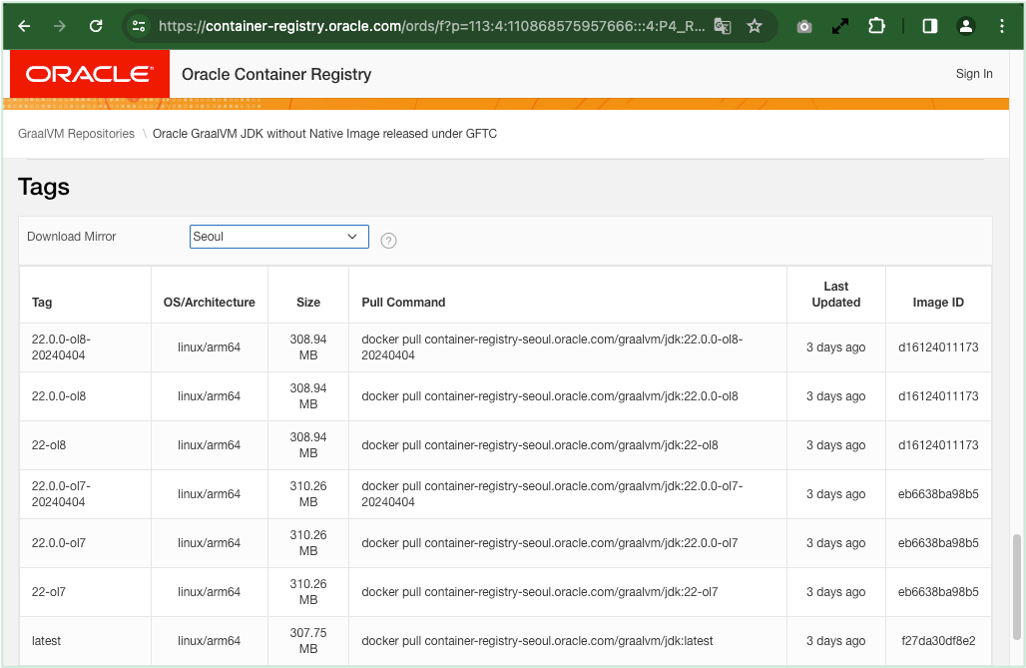 https://container-registry.oracle.com/ords/f?p=113:4:110868575957666:::4:P4_R...
ORACLE Oracle Container Registry Sign In
GraalVM Repositories \ Oracle GraalVM JDK without Native Image released under GFTC
Tags
Download Mirror Seoul ?
Tag OS/Architecture Size Pull Command Last Updated Image ID
22.0.0-ol8-20240404 linux/arm64 308.94 MB docker pull container-registry-seoul.oracle.com/graalvm/jdk:22.0.0-ol8-20240404 3 days ago d16124011173
22.0.0-ol8 linux/arm64 308.94 MB docker pull container-registry-seoul.oracle.com/graalvm/jdk:22.0.0-ol8 3 days ago d16124011173
22-ol8 linux/arm64 308.94 MB docker pull container-registry-seoul.oracle.com/graalvm/jdk:22-ol8 3 days ago d16124011173
22.0.0-ol7-20240404 linux/arm64 310.26 MB docker pull container-registry-seoul.oracle.com/graalvm/jdk:22.0.0-ol7-20240404 3 days ago eb6638ba98b5
22.0.0-ol7 linux/arm64 310.26 MB docker pull container-registry-seoul.oracle.com/graalvm/jdk:22.0.0-ol7 3 days ago eb6638ba98b5
22-ol7 linux/arm64 310.26 MB docker pull container-registry-seoul.oracle.com/graalvm/jdk:22-ol7 3 days ago eb6638ba98b5
latest linux/arm64 307.75 MB docker pull container-registry-seoul.oracle.com/graalvm/jdk:latest 3 days ago f27da30df8e2